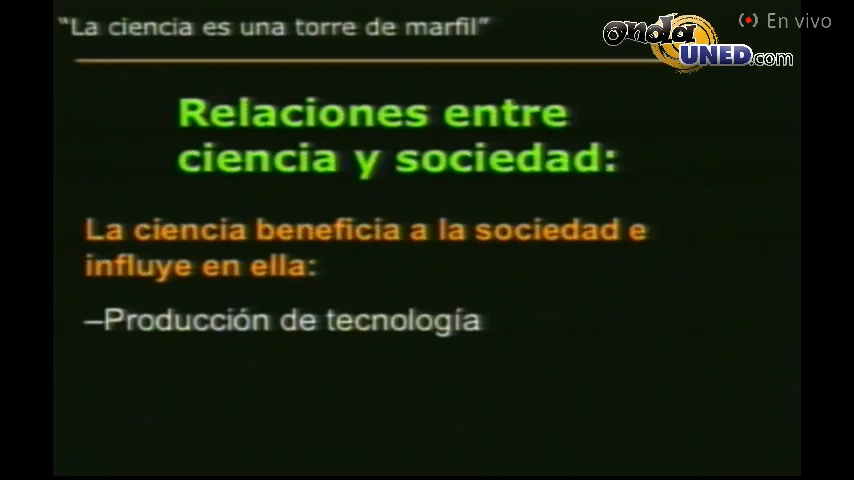 "La ciencia es una torre de marfil"
onda
UNED.com
En vivo
Relaciones entre
ciencia y sociedad:
La ciencia beneficia a la sociedad e
influye en ella:
–Producción de tecnología